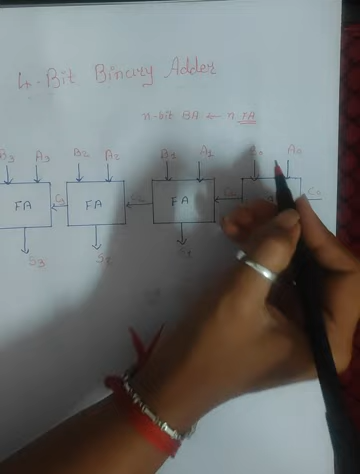 4-Bit Binary Adder
n-bit BA ← n FA
B3 A3 B2 A2 B1 A1 A0
FA C3 FA C2 FA C1 C0
S3 S2 S1